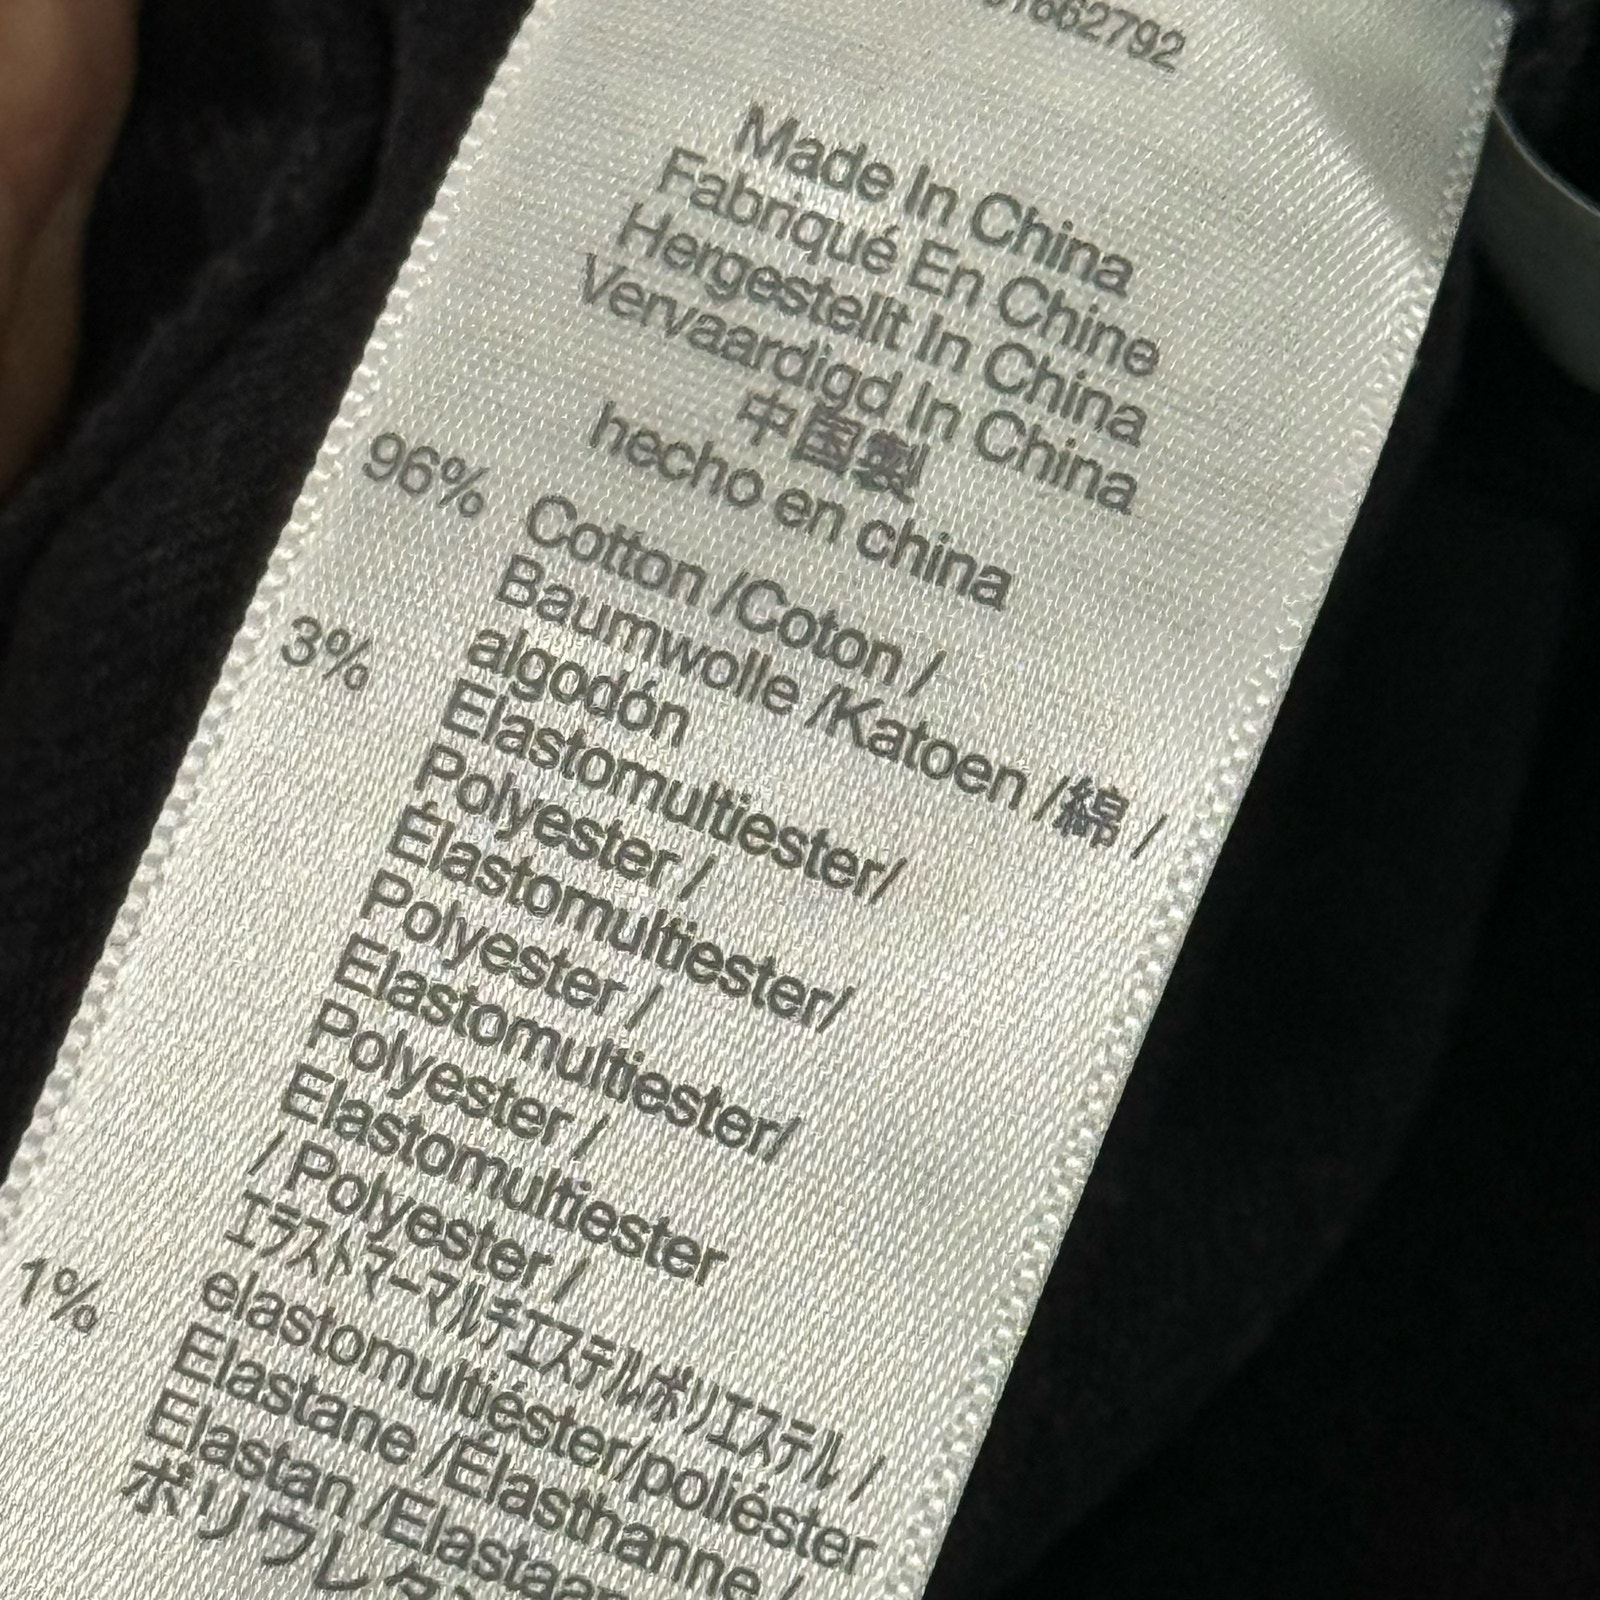 Made In China
Fabriqué En Chine
Hergestellt In China
Vervaardigd In China
中国製
hecho en china
96% Cotton /Coton /
Baumwolle /Katoen /綿 /
algodón
3% Elastomultiester/
Polyester /
Élastomultiester/
Polyester /
Elastomultiester/
Polyester /
Elastomultiester
/ Polyester /
エラストマーマルチエステルポリエステル /
elastomultiéster/poliéster
1% Elastane /Élasthanne /
Elastan /